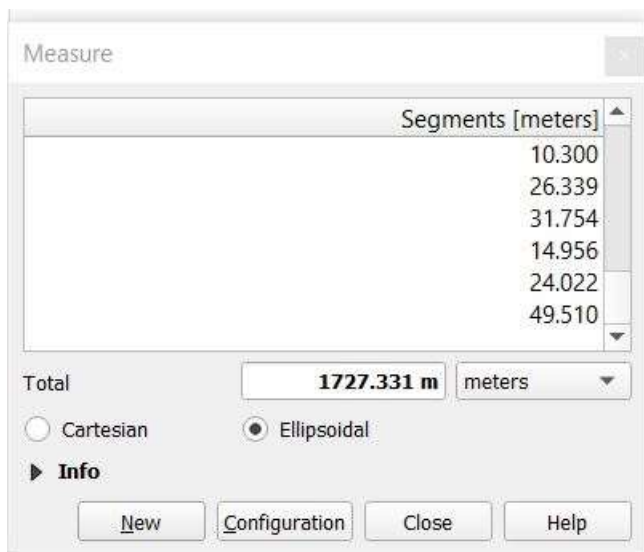 Measure
Segments [meters]
10.300
26.339
31.754
14.956
24.022
49.510
Total 1727.331 m meters
Cartesian Ellipsoidal
Info
New Configuration Close Help